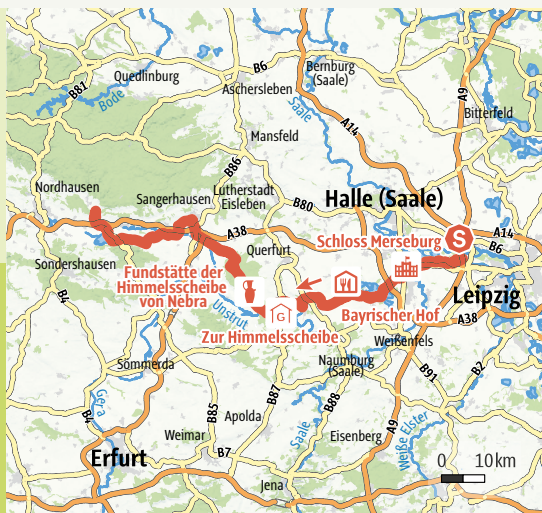 B6
Bernburg
(Saale)
A9
Quedlinburg
B81
Bode
Aschersleben
Saale
Bitterfeld
A14
Mansfeld
B86
Nordhausen
Sangerhausen
Lutherstadt
Eisleben
B80
Halle (Saale)
A38
A14
Schloss Merseburg
S
B6
Querfurt
Sondershausen
Fundstätte der
Himmelsscheibe
von Nebra
B4
Leipzig
Unstrut
G
Bayrischer Hof
A38
Zur Himmelsscheibe
Weißenfels
Sömmerda
Naumburg
(Saale)
B91
B2
Gera
B4
B85
Apolda
B87
Saale
B88
A9
Weiße Elster
Weimar
Eisenberg
Erfurt
B7
0 10 km
Jena